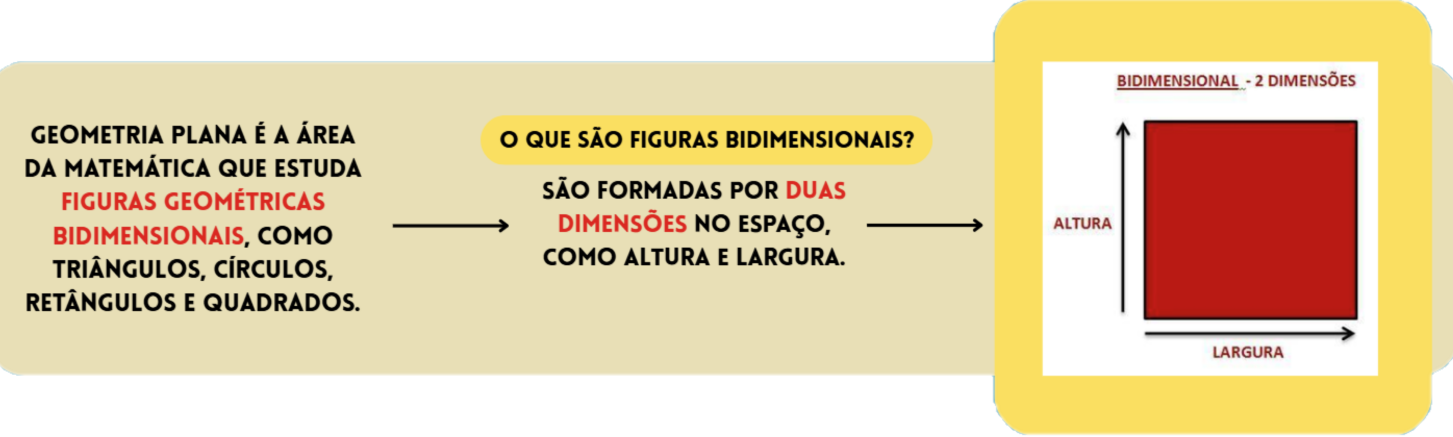 GEOMETRIA PLANA É A ÁREA
DA MATEMÁTICA QUE ESTUDA
FIGURAS GEOMÉTRICAS
BIDIMENSIONAIS, COMO
TRIÂNGULOS, CÍRCULOS,
RETÂNGULOS E QUADRADOS.
O QUE SÃO FIGURAS BIDIMENSIONAIS?
SÃO FORMADAS POR DUAS
DIMENSÕES NO ESPAÇO,
COMO ALTURA E LARGURA.
BIDIMENSIONAL - 2 DIMENSÕES
ALTURA
LARGURA